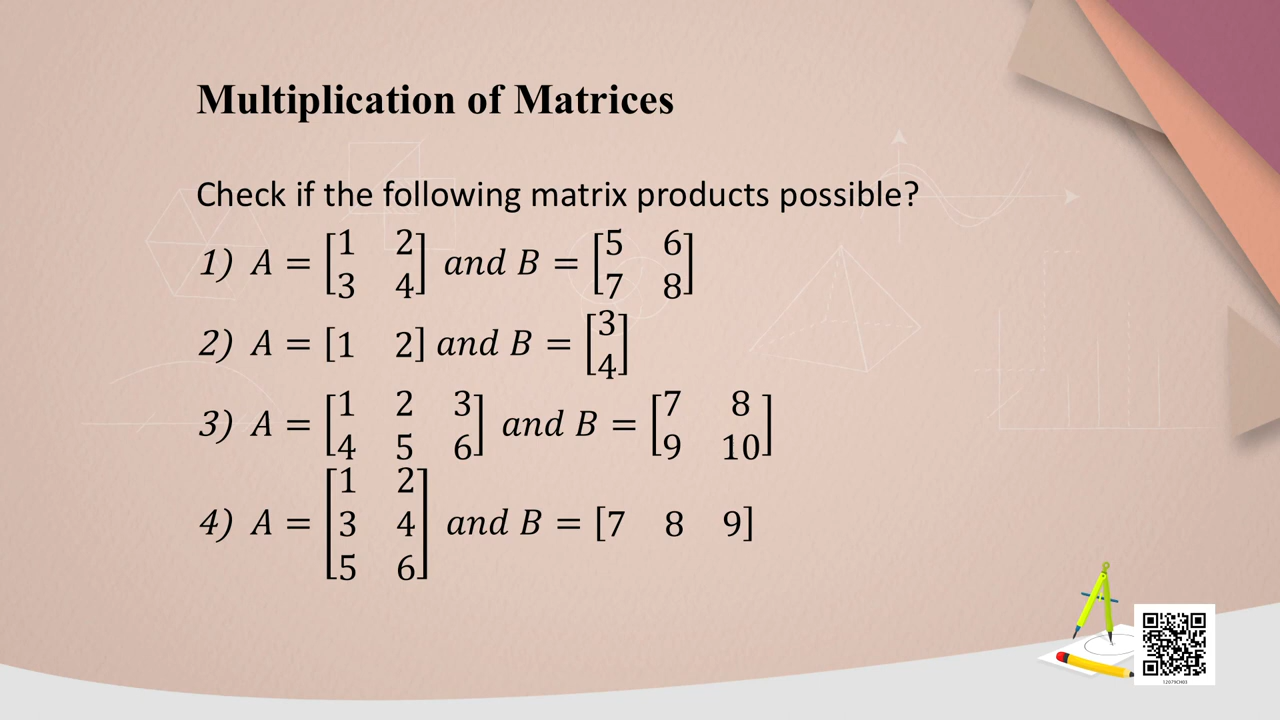 Multiplication of Matrices
Check if the following matrix products possible?
1) A = [1 2; 3 4] and B = [5 6; 7 8]
2) A = [1 2] and B = [3; 4]
3) A = [1 2 3; 4 5 6] and B = [7 8; 9 10]
4) A = [1 2; 3 4; 5 6] and B = [7 8 9]